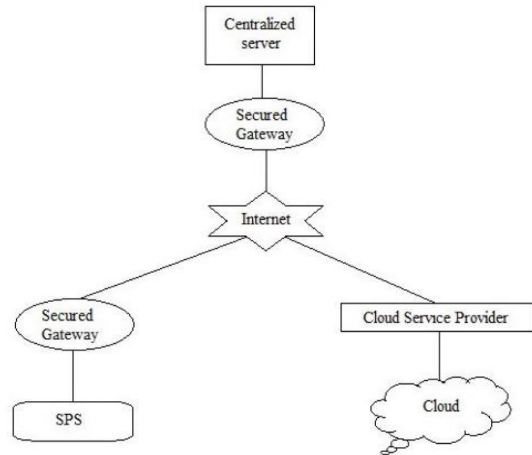 Centralized
server
Secured
Gateway
Internet
Secured
Gateway
Cloud Service Provider
SPS
Cloud